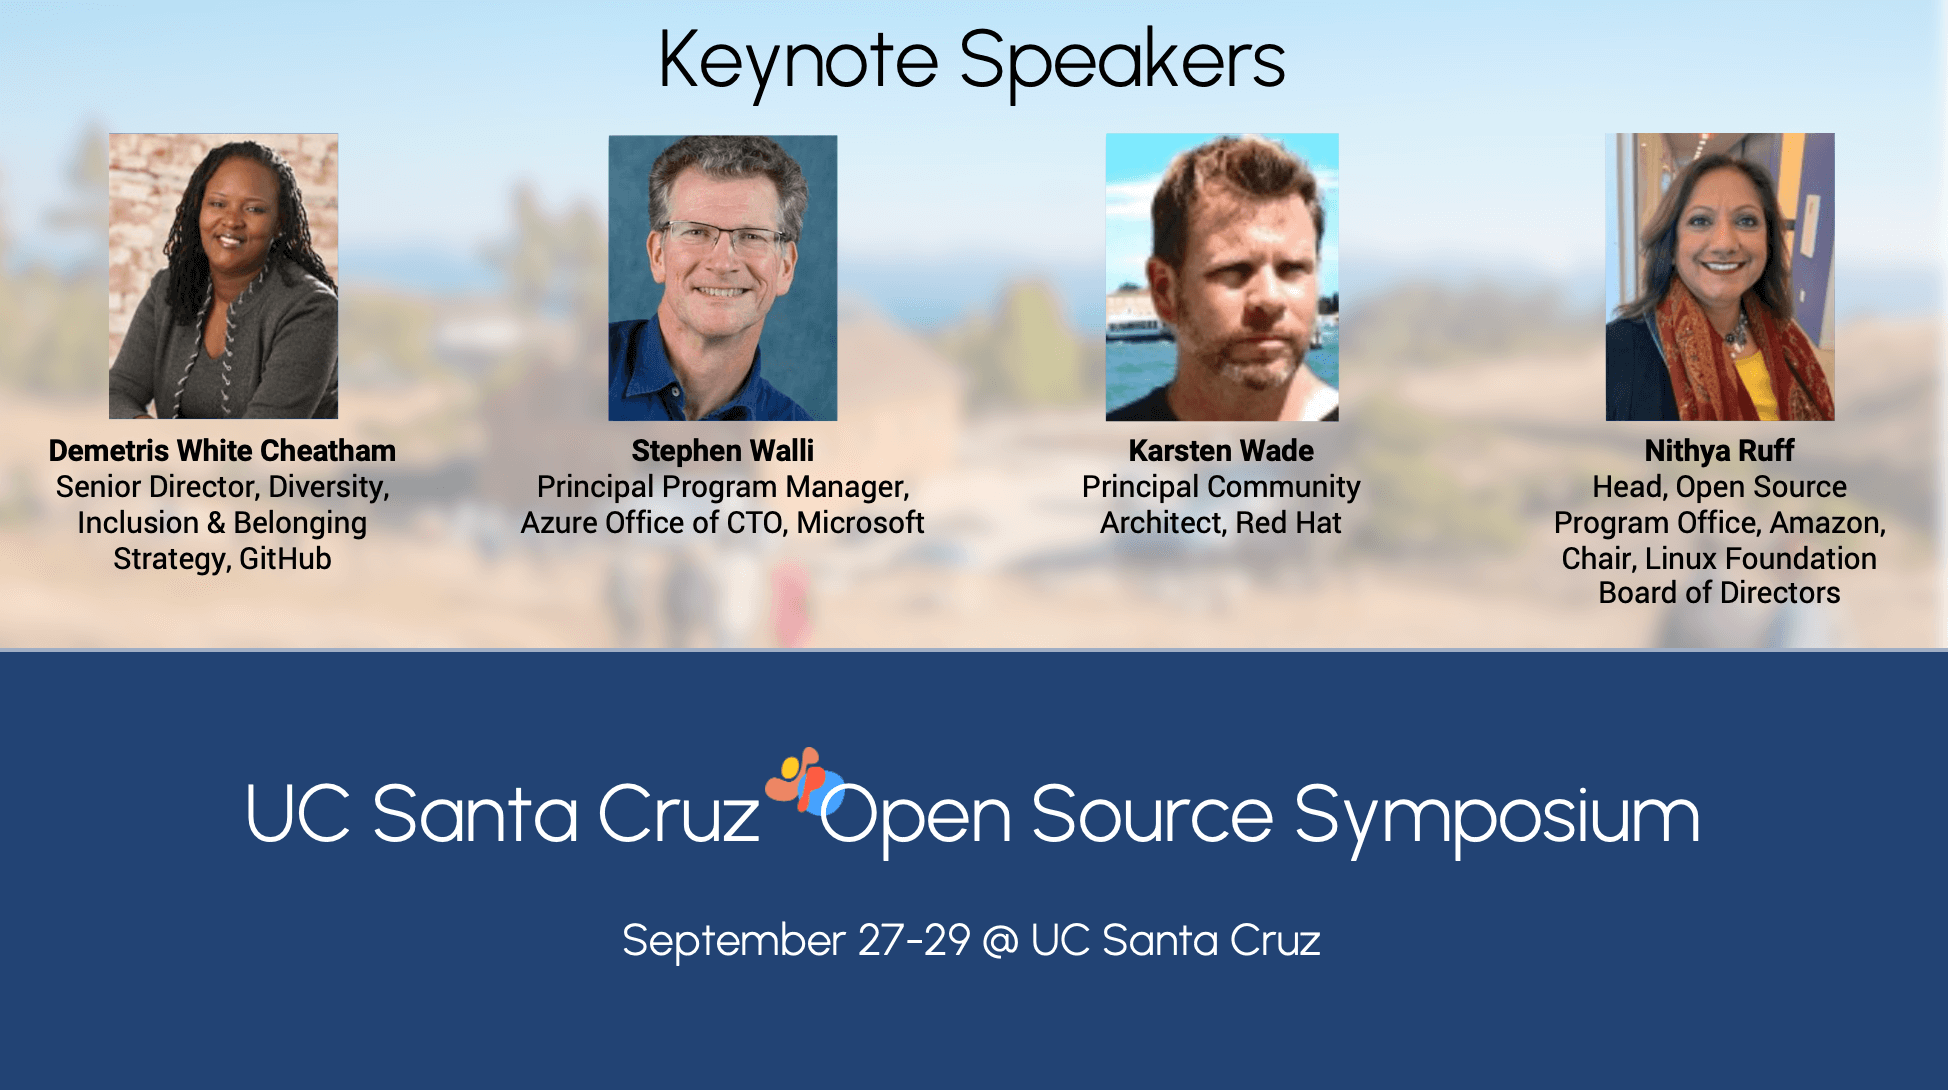 Keynote Speakers
Demetris White Cheatham
Senior Director, Diversity,
Inclusion & Belonging
Strategy, GitHub
Stephen Walli
Principal Program Manager,
Azure Office of CTO, Microsoft
Karsten Wade
Principal Community
Architect, Red Hat
Nithya Ruff
Head, Open Source
Program Office, Amazon,
Chair, Linux Foundation
Board of Directors
UC Santa Cruz Open Source Symposium
September 27-29 @ UC Santa Cruz